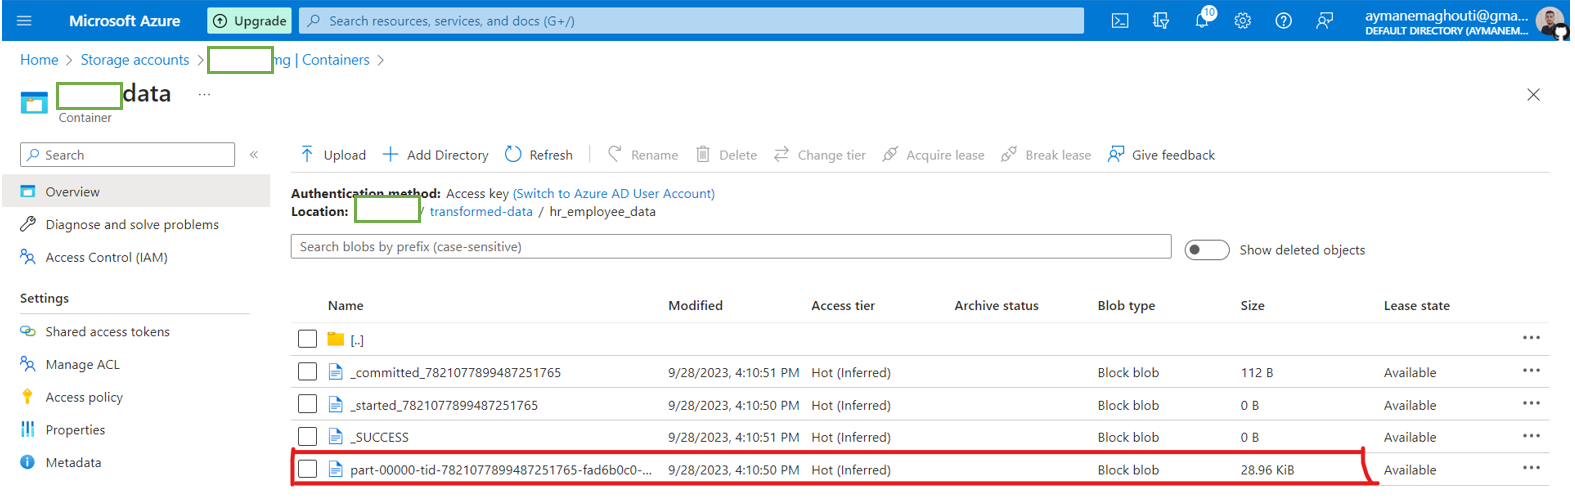 Microsoft Azure
Upgrade
Search resources, services, and docs (G+/)
10
aymanemaghouti@gma...
DEFAULT DIRECTORY (AYMANEM...
Home > Storage accounts > mg | Containers >
data ...
Container
Search
«
Overview
Diagnose and solve problems
Access Control (IAM)
Settings
Shared access tokens
Manage ACL
Access policy
Properties
Metadata
Upload Add Directory Refresh Rename Delete Change tier Acquire lease Break lease Give feedback
Authentication method: Access key (Switch to Azure AD User Account)
Location: / transformed-data / hr_employee_data
Search blobs by prefix (case-sensitive)
Show deleted objects
Name Modified Access tier Archive status Blob type Size Lease state
[..] ...
_committed_7821077899487251765 9/28/2023, 4:10:51 PM Hot (Inferred) Block blob 112 B Available ...
_started_7821077899487251765 9/28/2023, 4:10:50 PM Hot (Inferred) Block blob 0 B Available ...
_SUCCESS 9/28/2023, 4:10:51 PM Hot (Inferred) Block blob 0 B Available ...
part-00000-tid-7821077899487251765-fad6b0c0-... 9/28/2023, 4:10:50 PM Hot (Inferred) Block blob 28.96 KiB Available ...